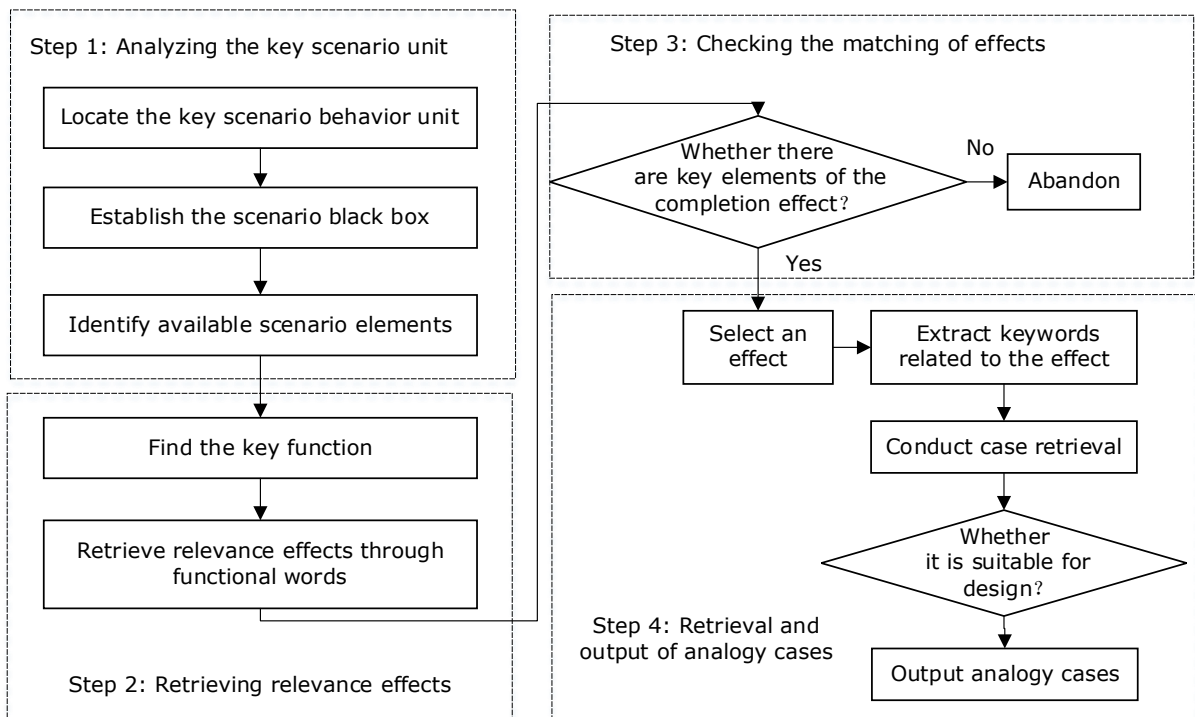 Step 1: Analyzing the key scenario unit
Locate the key scenario behavior unit
Establish the scenario black box
Identify available scenario elements
Find the key function
Retrieve relevance effects through
functional words
Step 2: Retrieving relevance effects
Step 3: Checking the matching of effects
Whether there
are key elements of the
completion effect?
No
Abandon
Yes
Select an
effect
Extract keywords
related to the effect
Conduct case retrieval
Whether
it is suitable for
design?
Step 4: Retrieval and
output of analogy cases
Output analogy cases